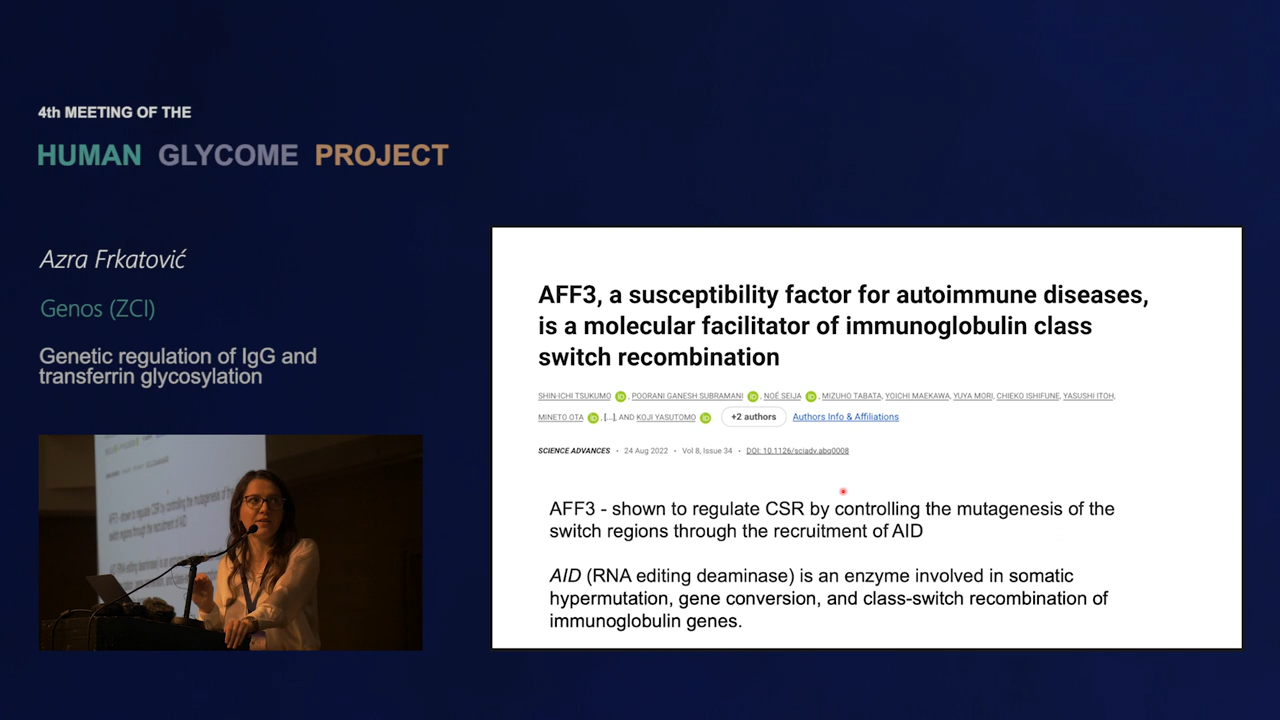 4th MEETING OF THE
HUMAN GLYCOME PROJECT
Azra Frkatović
Genos (ZCI)
Genetic regulation of IgG and
transferrin glycosylation
AFF3, a susceptibility factor for autoimmune diseases,
is a molecular facilitator of immunoglobulin class
switch recombination
SHIN-ICHI TSUKUMO iD, POORANI GANESH SUBRAMANI iD, NOÉ SEIJA iD, MIZUHO TABATA, YOICHI MAEKAWA, YUYA MORI, CHIEKO ISHIFUNE, YASUSHI ITOH,
MINETO OTA iD, [...], AND KOJI YASUTOMO iD +2 authors Authors Info & Affiliations
SCIENCE ADVANCES • 24 Aug 2022 • Vol 8, Issue 34 • DOI: 10.1126/sciadv.abq0008
AFF3 - shown to regulate CSR by controlling the mutagenesis of the
switch regions through the recruitment of AID
AID (RNA editing deaminase) is an enzyme involved in somatic
hypermutation, gene conversion, and class-switch recombination of
immunoglobulin genes.